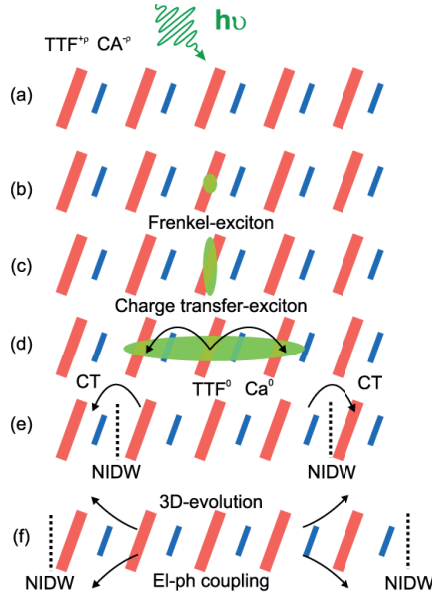 hυ
TTF⁺ᵖ CA⁻ᵖ
(a)
(b)
Frenkel-exciton
(c)
Charge transfer-exciton
(d)
TTF⁰ Ca⁰
CT CT
(e)
NIDW NIDW
3D-evolution
(f)
El-ph coupling
NIDW NIDW